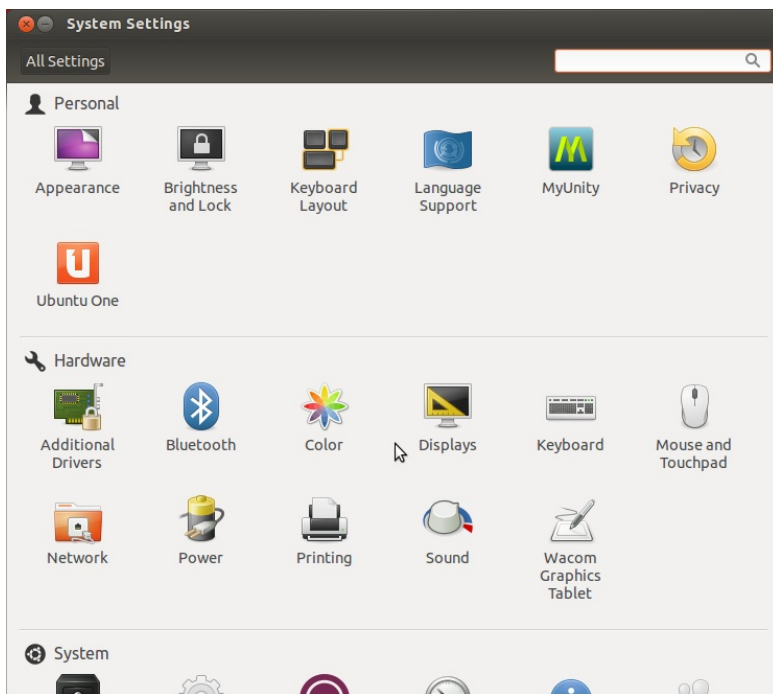 System Settings
All Settings
Personal
Appearance
Brightness
and Lock
Keyboard
Layout
Language
Support
MyUnity
Privacy
Ubuntu One
Hardware
Additional
Drivers
Bluetooth
Color
Displays
Keyboard
Mouse and
Touchpad
Network
Power
Printing
Sound
Wacom
Graphics
Tablet
System